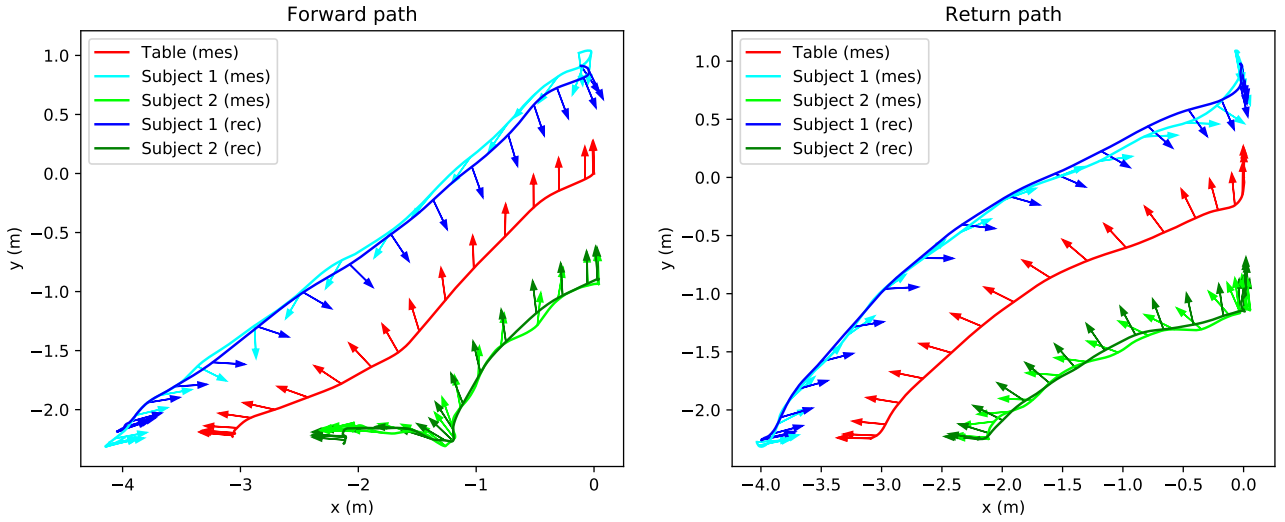 Forward path
1.0
0.5
0.0
−0.5
−1.0
−1.5
−2.0
y (m)
Table (mes)
Subject 1 (mes)
Subject 2 (mes)
Subject 1 (rec)
Subject 2 (rec)
−4
−3
−2
−1
0
x (m)
Return path
1.0
0.5
0.0
−0.5
−1.0
−1.5
−2.0
y (m)
Table (mes)
Subject 1 (mes)
Subject 2 (mes)
Subject 1 (rec)
Subject 2 (rec)
−4.0
−3.5
−3.0
−2.5
−2.0
−1.5
−1.0
−0.5
0.0
x (m)